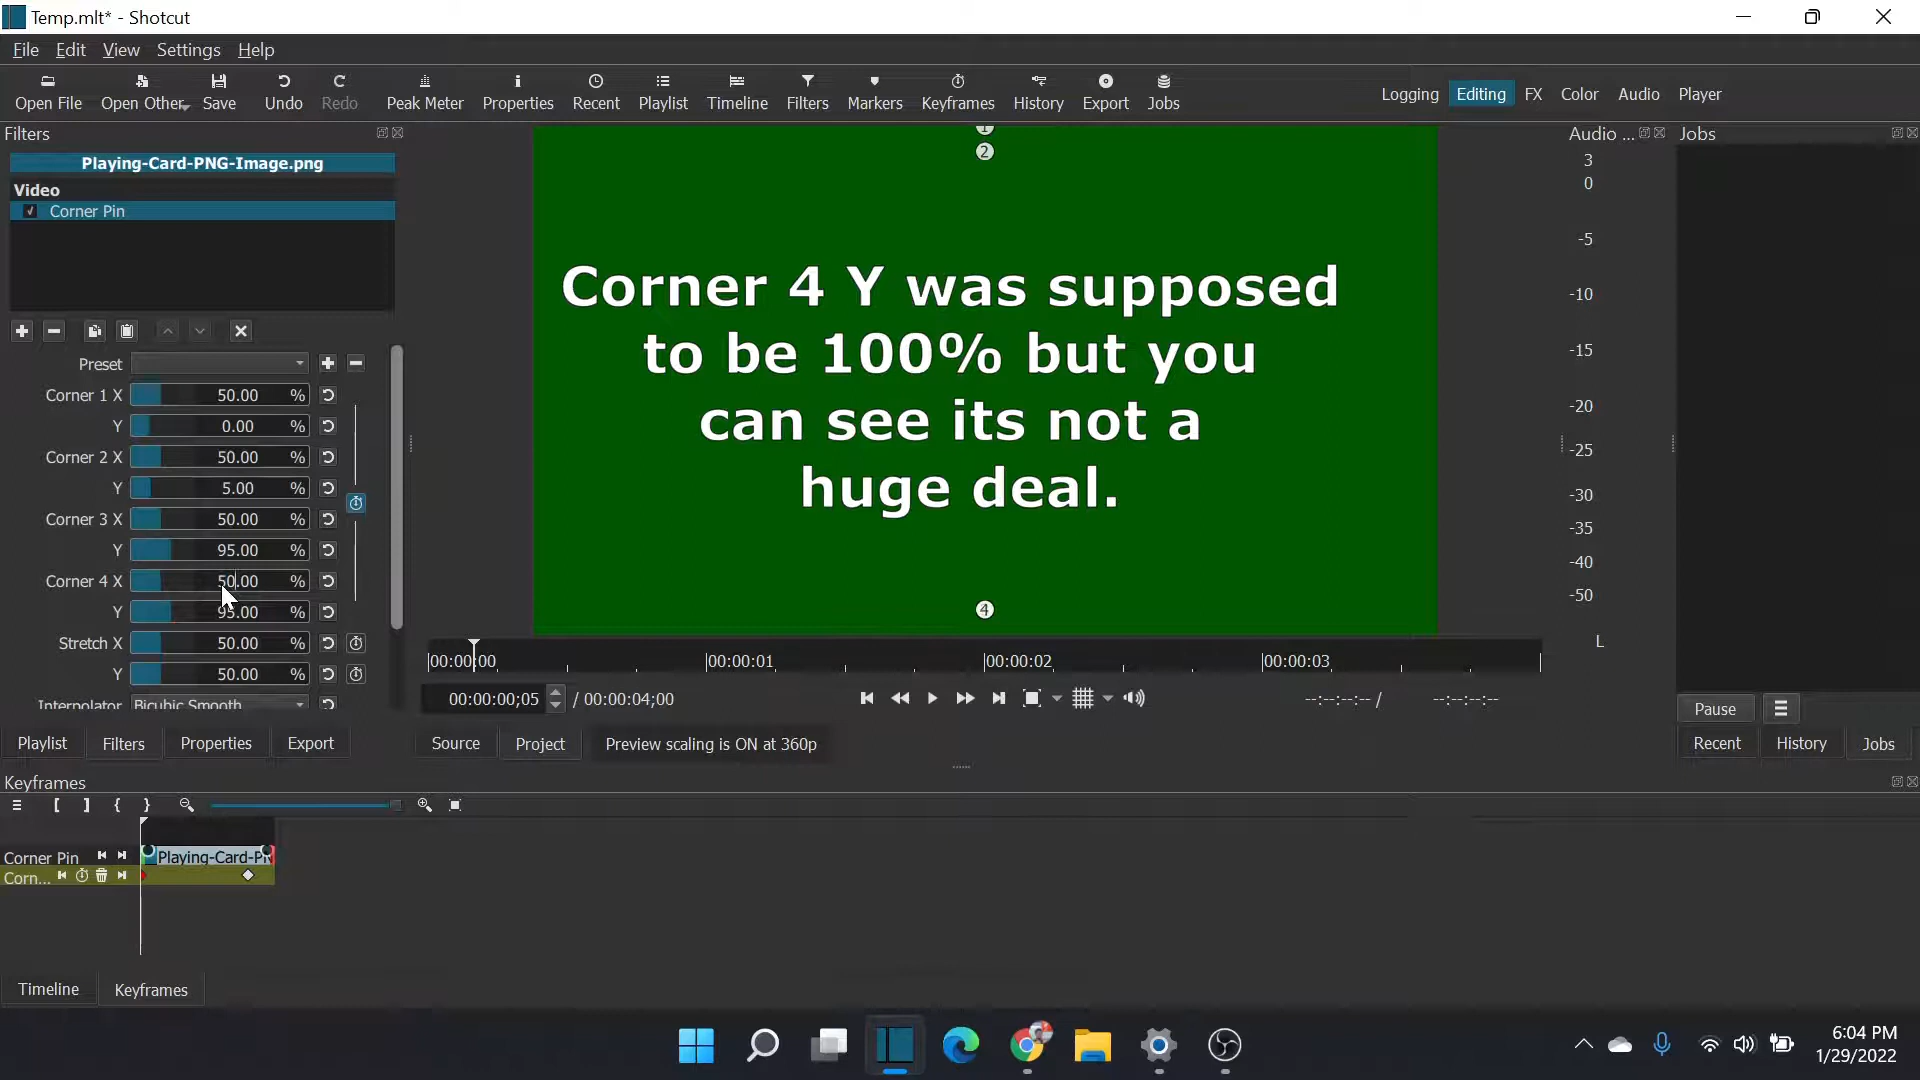 Temp.mlt* - Shotcut
File Edit View Settings Help
Open File Open Other Save Undo Redo Peak Meter Properties Recent Playlist Timeline Filters Markers Keyframes History Export Jobs
Logging Editing FX Color Audio Player
Filters
Playing-Card-PNG-Image.png
Video
Corner Pin
Preset
Corner 1 X 50.00 %
Y 0.00 %
Corner 2 X 50.00 %
Y 5.00 %
Corner 3 X 50.00 %
Y 95.00 %
Corner 4 X 50.00 %
Y 95.00 %
Stretch X 50.00 %
Y 50.00 %
Interpolator Bicubic Smooth
1
2
Corner 4 Y was supposed
to be 100% but you
can see its not a
huge deal.
4
00:00:00 00:00:01 00:00:02 00:00:03
00:00:00;05 / 00:00:04;00
--:--:--:-- / --:--:--:--
Audio ...
3
0
-5
-10
-15
-20
-25
-30
-35
-40
-50
L
Jobs
Pause
Playlist Filters Properties Export
Source Project Preview scaling is ON at 360p
Recent History Jobs
Keyframes
Corner Pin Playing-Card-PN
Corn...
Timeline Keyframes
6:04 PM
1/29/2022